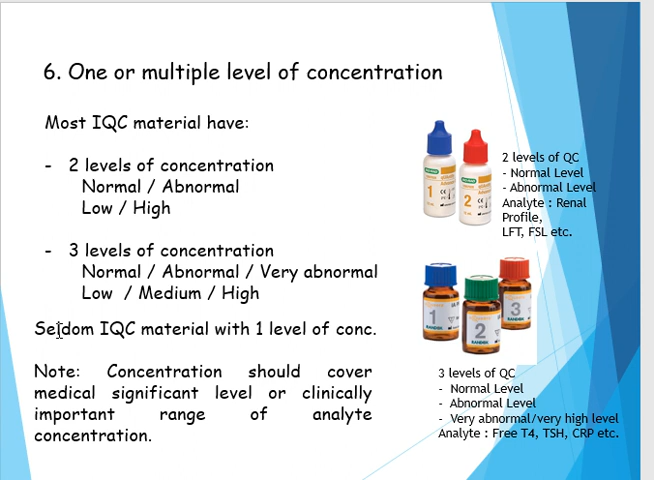 6. One or multiple level of concentration
Most IQC material have:
- 2 levels of concentration
Normal / Abnormal
Low / High
- 3 levels of concentration
Normal / Abnormal / Very abnormal
Low / Medium / High
Seldom IQC material with 1 level of conc.
Note: Concentration should cover
medical significant level or clinically
important range of analyte
concentration.
1
2
2 levels of QC
- Normal Level
- Abnormal Level
Analyte : Renal
Profile,
LFT, FSL etc.
1
2
3
RANDOX
3 levels of QC
- Normal Level
- Abnormal Level
- Very abnormal/very high level
Analyte : Free T4, TSH, CRP etc.